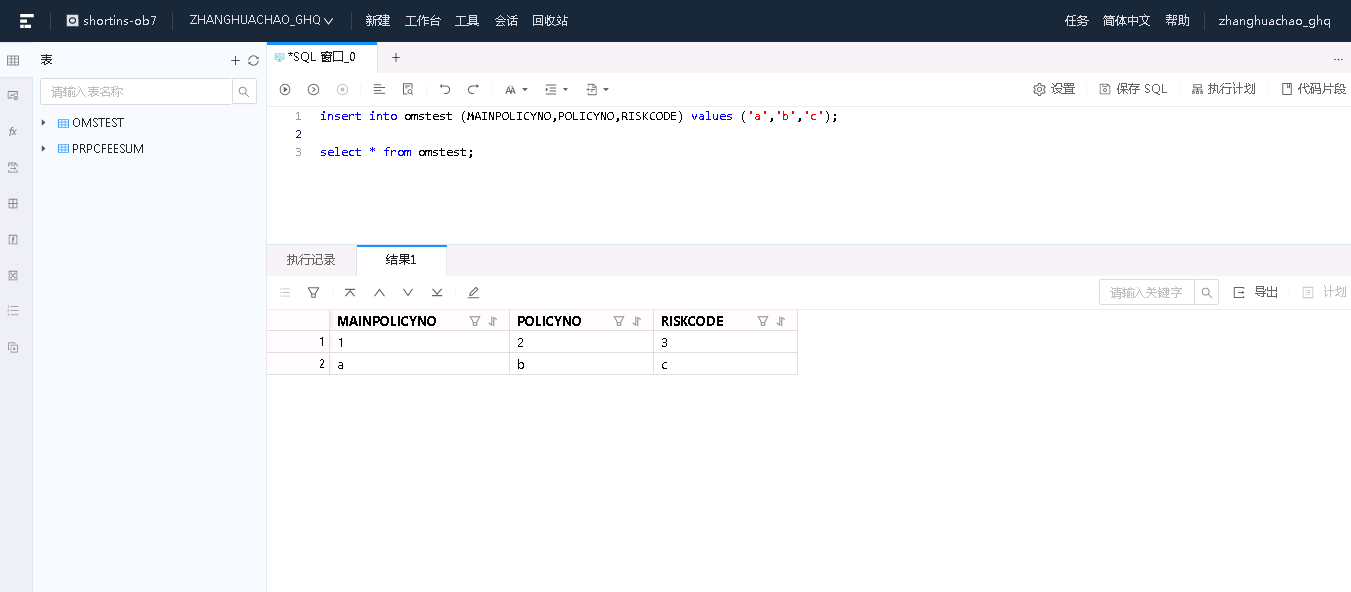 shortins-ob7 ZHANGHUACHAO_GHQ 新建 工作台 工具 会话 回收站 任务 简体中文 帮助 zhanghuachao_ghq
表
请输入表名称
OMSTEST
PRPCFEESUM
*SQL 窗口_0
设置 保存 SQL 执行计划 代码片段
1 insert into omstest (MAINPOLICYNO,POLICYNO,RISKCODE) values ('a','b','c');
2
3 select * from omstest;
执行记录 结果1
请输入关键字 导出 计划
MAINPOLICYNO POLICYNO RISKCODE
1 1 2 3
2 a b c